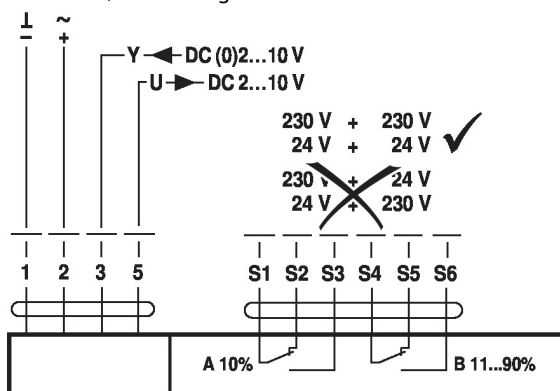 ⊥ ~
– +
Y DC (0)2...10 V
U DC 2...10 V
230 V + 230 V
24 V + 24 V
230 V + 24 V
24 V + 230 V
1 2 3 5 S1 S2 S3 S4 S5 S6
A 10% B 11...90%